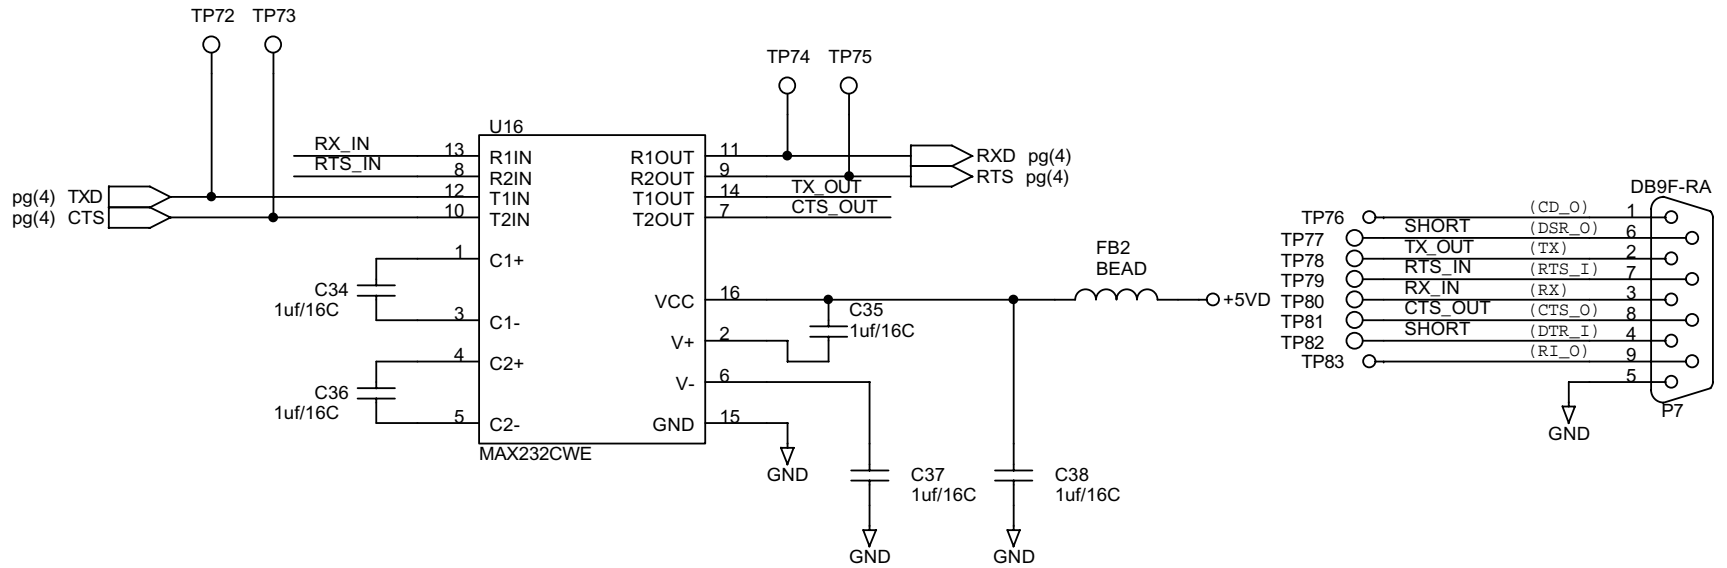 TP72 TP73
TP74 TP75
U16
RX_IN 13 R1IN R1OUT 11 RXD pg(4)
RTS_IN 8 R2IN R2OUT 9 RTS pg(4)
pg(4) TXD 12 T1IN T1OUT 14 TX_OUT
pg(4) CTS 10 T2IN T2OUT 7 CTS_OUT
1 C1+
C34
1uf/16C
3 C1-
4 C2+
C36
1uf/16C
5 C2-
VCC 16
C35
1uf/16C
V+ 2
V- 6
GND 15
MAX232CWE
GND
FB2
BEAD
+5VD
C37
1uf/16C
GND
C38
1uf/16C
GND
DB9F-RA
TP76 (CD_O) 1
TP77 SHORT (DSR_O) 6
TP78 TX_OUT (TX) 2
TP79 RTS_IN (RTS_I) 7
TP80 RX_IN (RX) 3
TP81 CTS_OUT (CTS_O) 8
TP82 SHORT (DTR_I) 4
TP83 (RI_O) 9
5
P7
GND